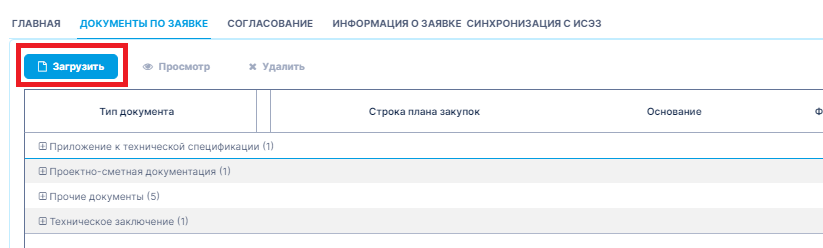 ГЛАВНАЯ ДОКУМЕНТЫ ПО ЗАЯВКЕ СОГЛАСОВАНИЕ ИНФОРМАЦИЯ О ЗАЯВКЕ СИНХРОНИЗАЦИЯ С ИСЭЗ
Загрузить Просмотр Удалить
Тип документа Строка плана закупок Основание Ф
Приложение к технической спецификации (1)
Проектно-сметная документация (1)
Прочие документы (5)
Техническое заключение (1)